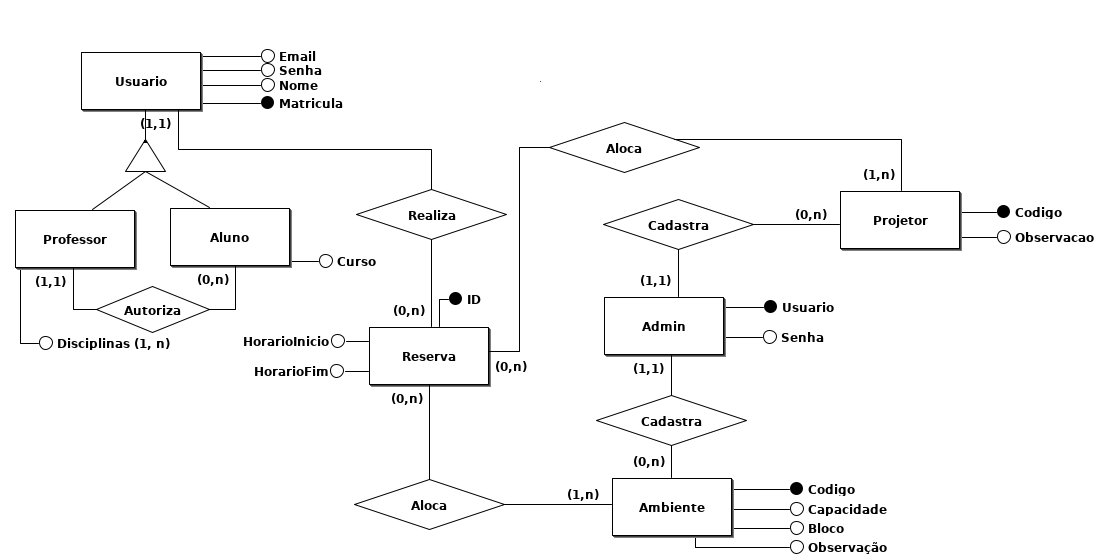 Email
Senha
Usuario
Nome
Matricula
(1,1)
Aloca
(1,n)
Realiza
Cadastra
(0,n)
Projetor
Codigo
Observacao
Professor
Aluno
Curso
(1,1)
(0,n)
Autoriza
Disciplinas (1, n)
(0,n)
ID
HorarioInicio
HorarioFim
Reserva
(0,n)
(0,n)
(1,1)
Admin
Usuario
Senha
(1,1)
Cadastra
(0,n)
Aloca
(1,n)
Ambiente
Codigo
Capacidade
Bloco
Observação